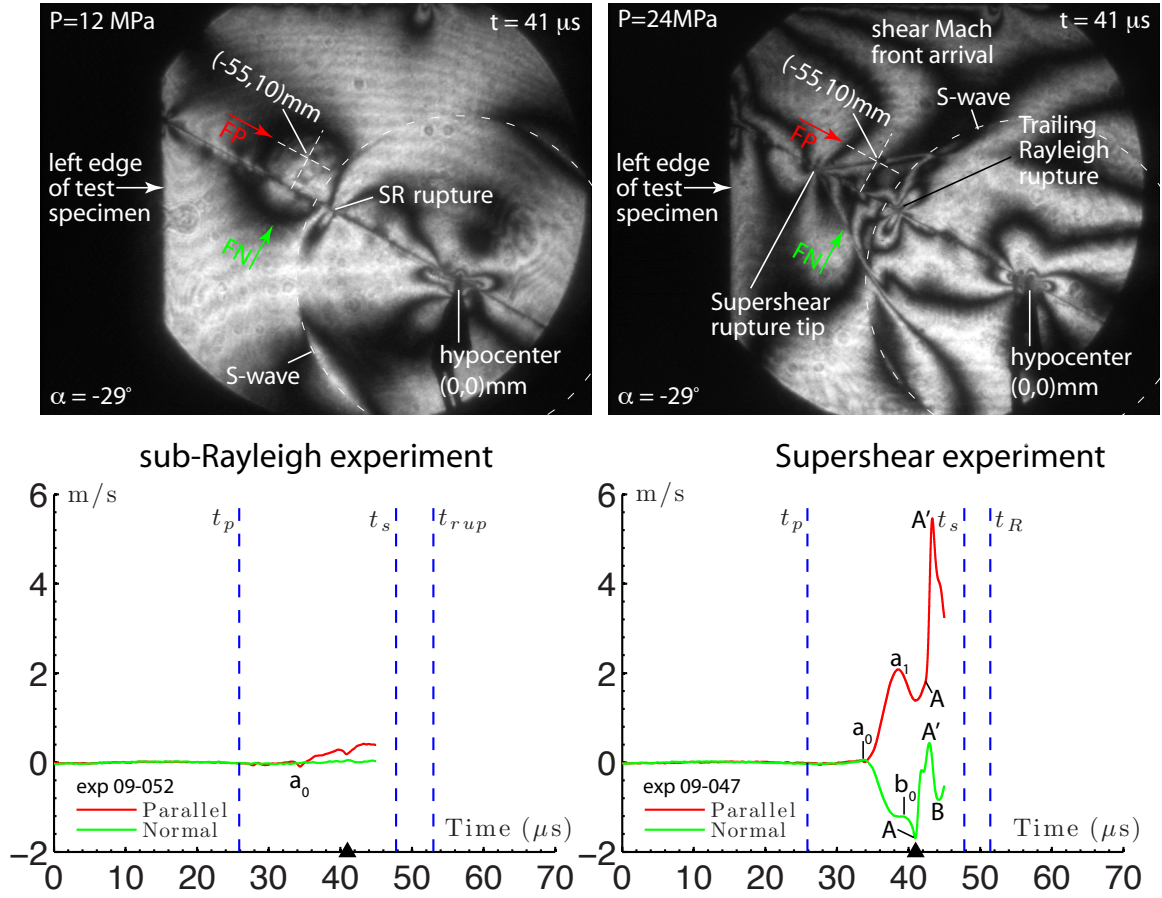 P=12 MPa
t = 41 μs
(-55,10)mm
FP
left edge
of test
specimen
SR rupture
FN
hypocenter
(0,0)mm
S-wave
α = -29°
P=24MPa
t = 41 μs
shear Mach
front arrival
(-55,10)mm
S-wave
FP
Trailing
Rayleigh
rupture
left edge
of test
specimen
FN
Supershear
rupture tip
hypocenter
(0,0)mm
α = -29°
sub-Rayleigh experiment
6
m/s
t_p
t_s
t_rup
4
2
0
a₀
exp 09-052
Parallel
Normal
Time (μs)
−2
0 10 20 30 40 50 60 70
Supershear experiment
6
m/s
t_p
A'
t_s
t_R
4
2
a₁
A
a₀
A'
0
exp 09-047
b₀
B
Parallel
Normal
A
Time (μs)
−2
0 10 20 30 40 50 60 70